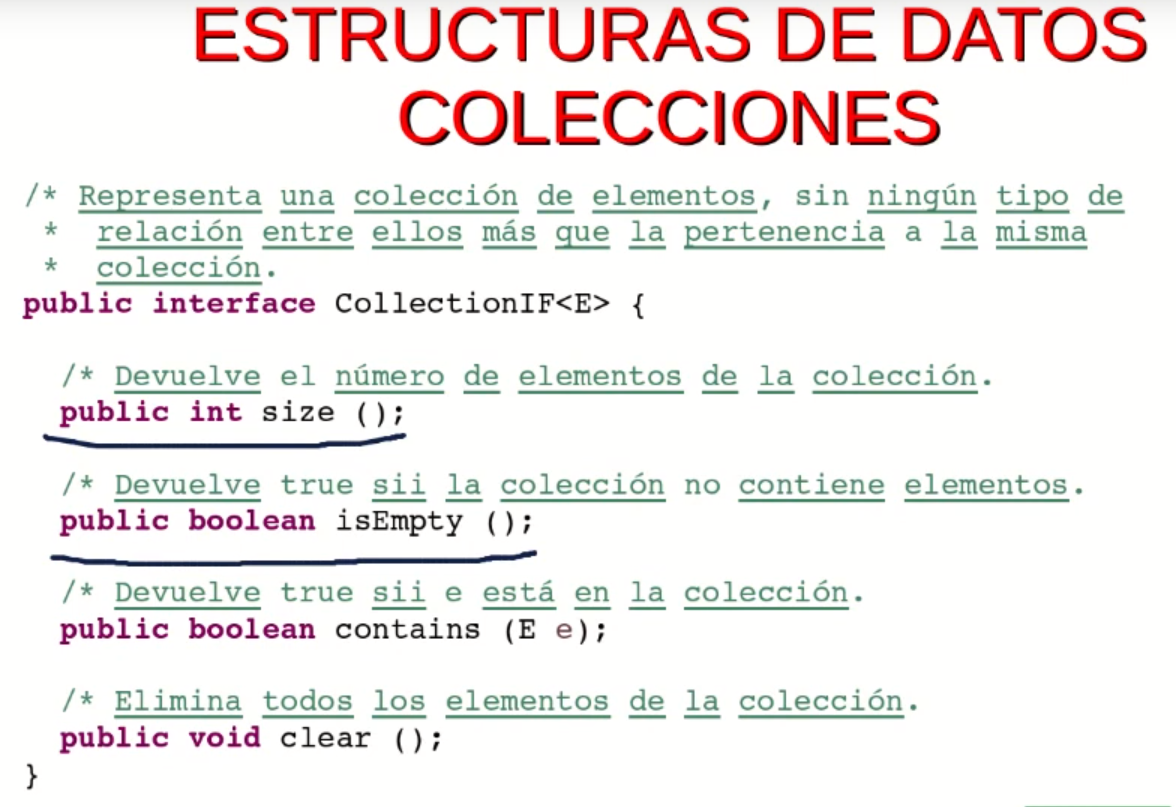 ESTRUCTURAS DE DATOS
COLECCIONES
/* Representa una colección de elementos, sin ningún tipo de
 *  relación entre ellos más que la pertenencia a la misma
 *  colección.
public interface CollectionIF<E> {
  /* Devuelve el número de elementos de la colección.
  public int size ();
  /* Devuelve true sii la colección no contiene elementos.
  public boolean isEmpty ();
  /* Devuelve true sii e está en la colección.
  public boolean contains (E e);
  /* Elimina todos los elementos de la colección.
  public void clear ();
}